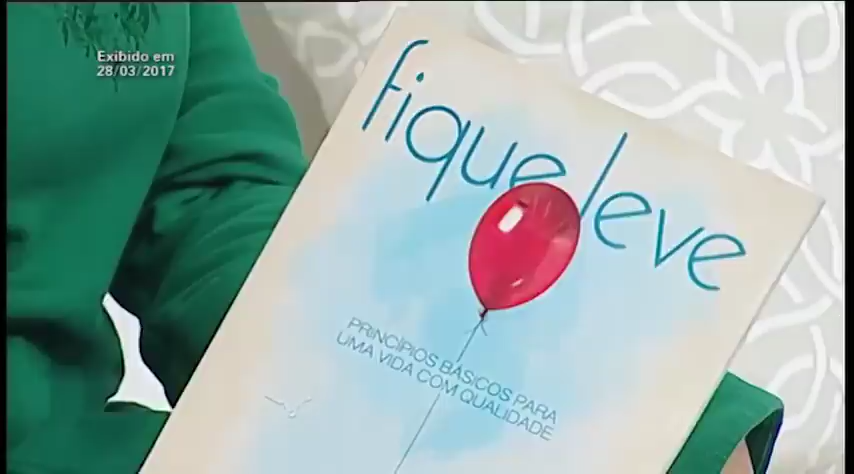 Exibido em
28/03/2017
fique leve
PRINCÍPIOS BÁSICOS PARA
UMA VIDA COM QUALIDADE